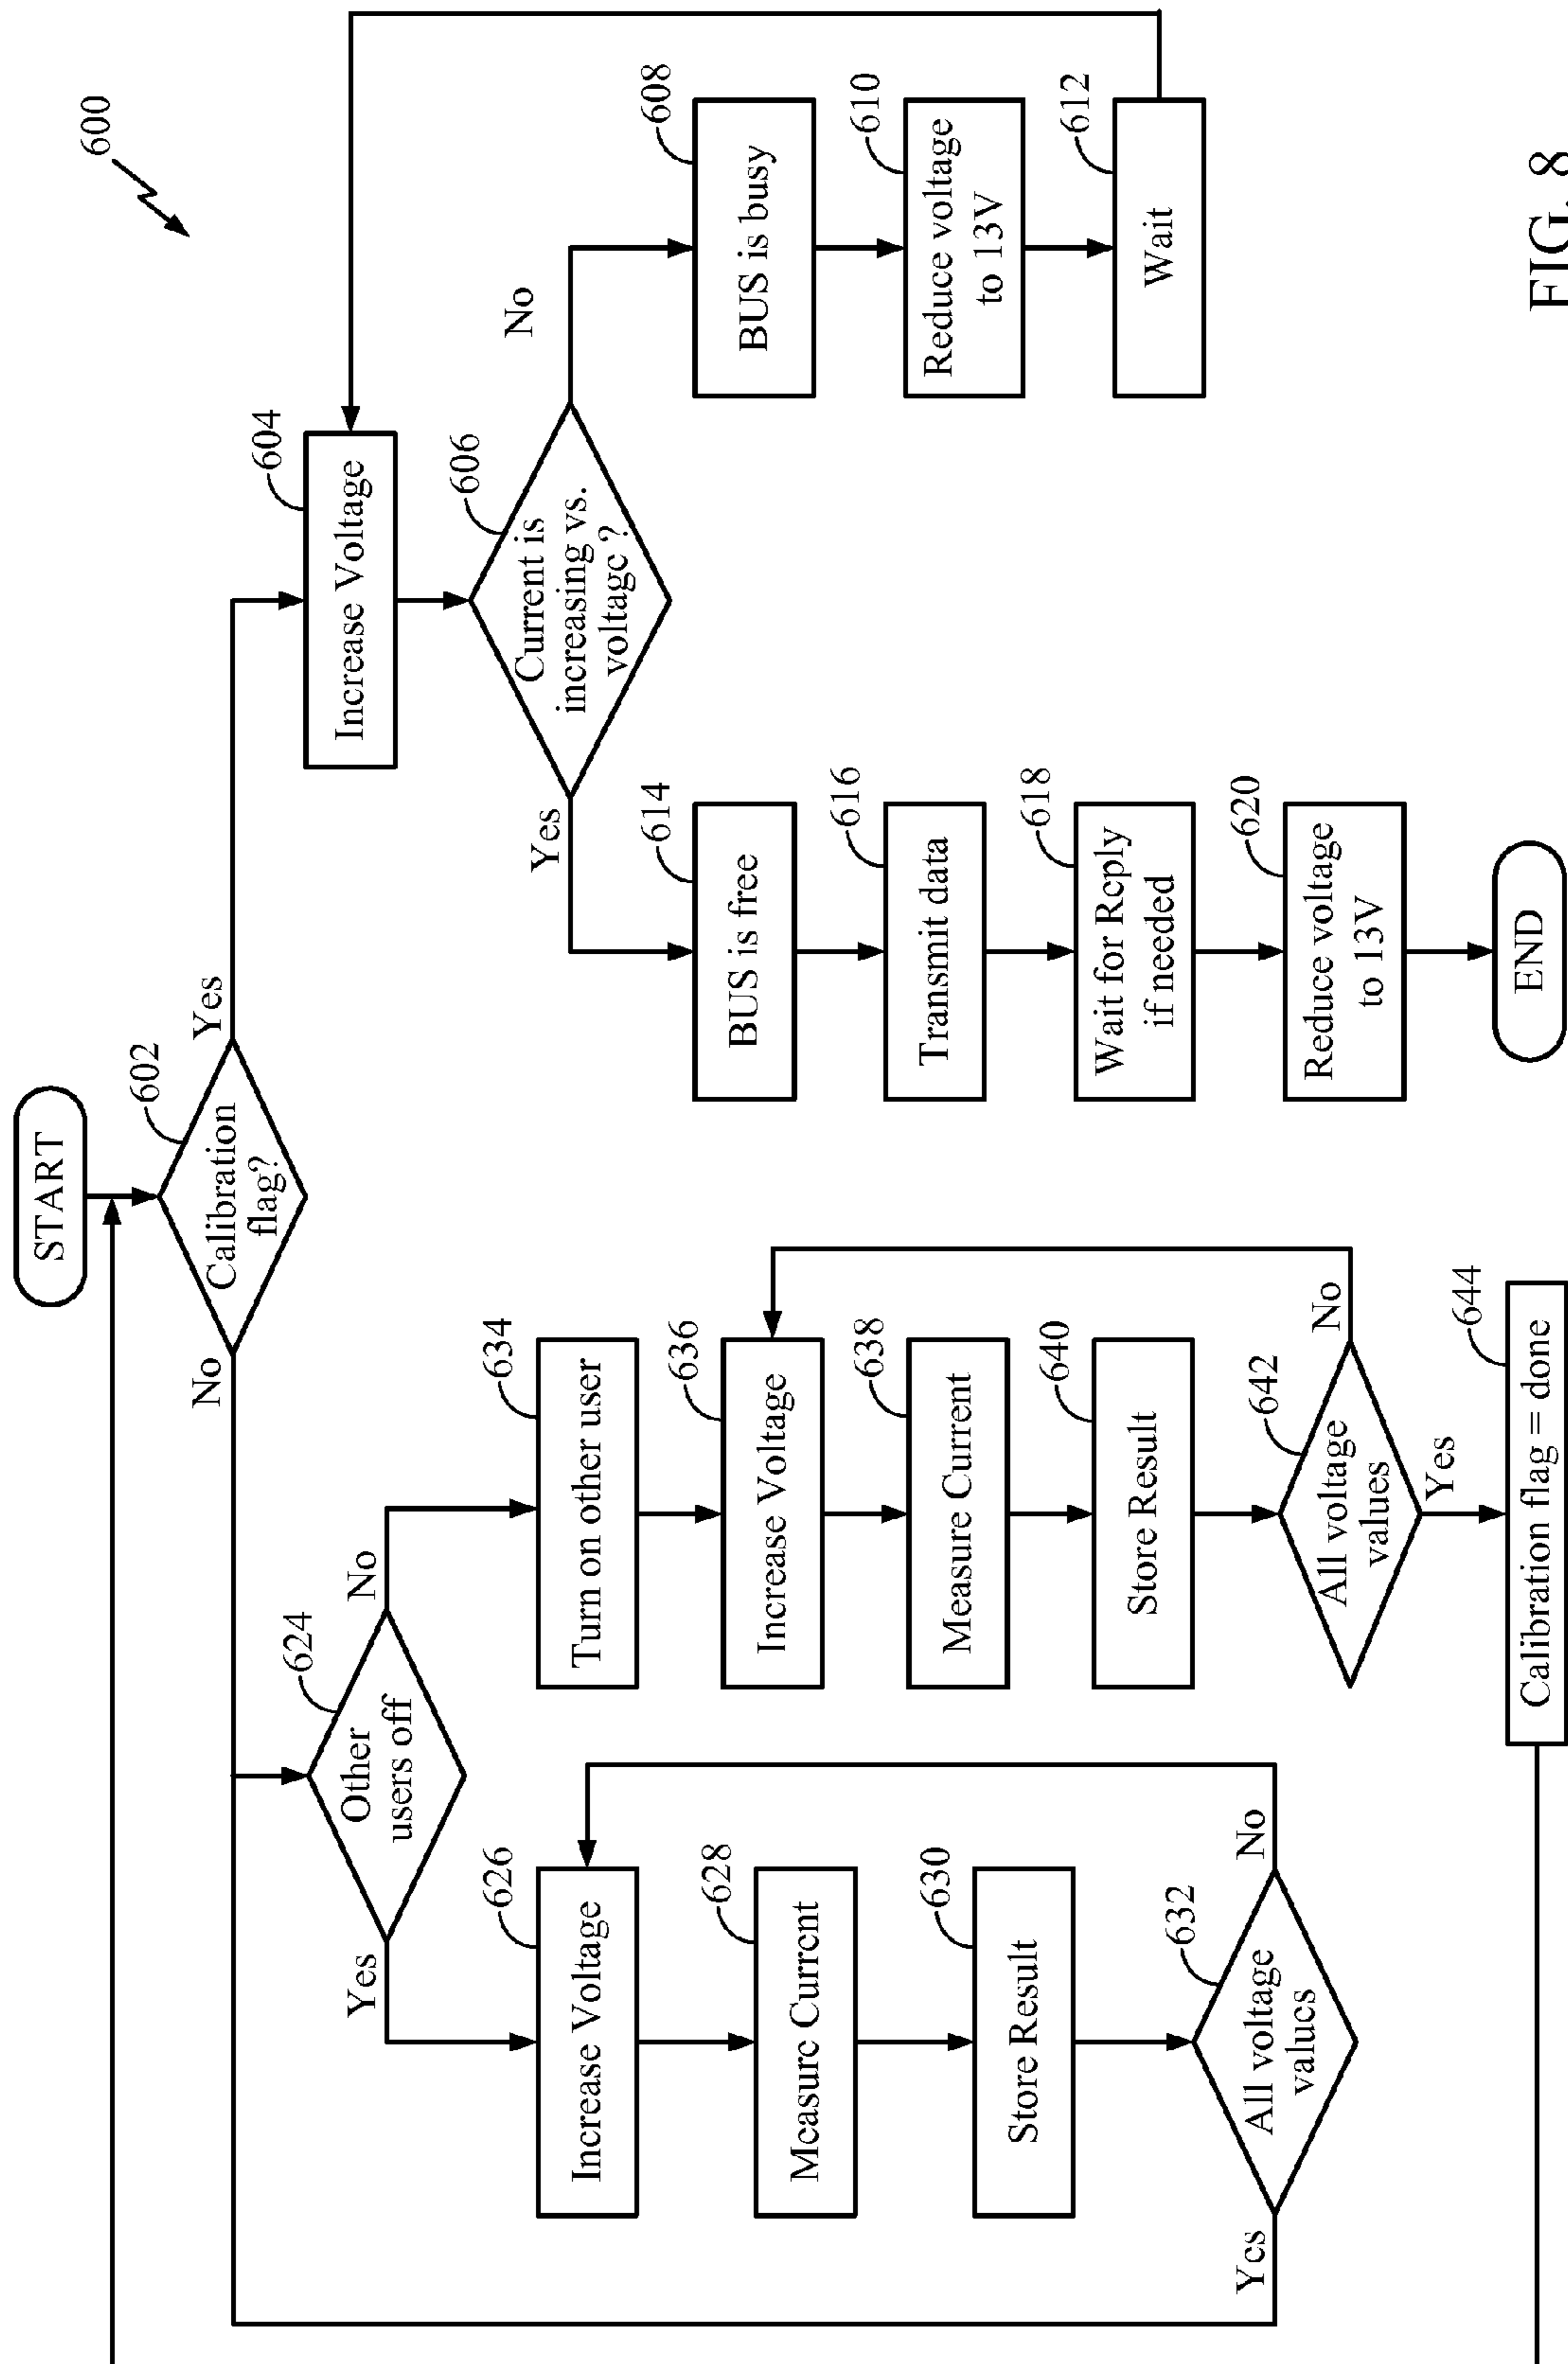 600
START
602
Calibration
flag?
No
Yes
604
Increase Voltage
606
Current is
increasing vs.
voltage ?
Yes
No
614
BUS is free
616
Transmit data
618
Wait for Reply
if needed
620
Reduce voltage
to 13V
END
608
BUS is busy
610
Reduce voltage
to 13V
612
Wait
624
Other
users off
Yes
No
626
Increase Voltage
628
Measure Current
630
Store Result
632
All voltage
values
Yes
No
634
Turn on other user
636
Increase Voltage
638
Measure Current
640
Store Result
642
All voltage
values
No
Yes
644
Calibration flag = done
FIG. 8